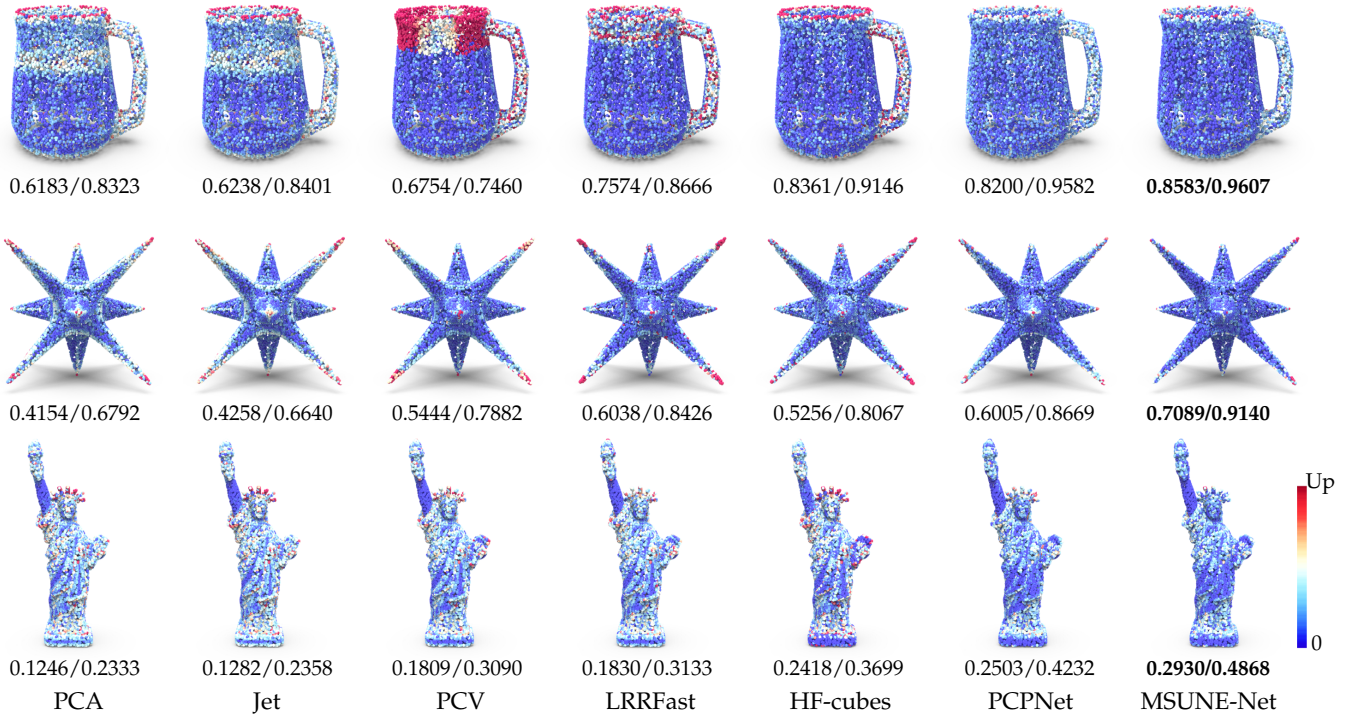 0.6183/0.8323 0.6238/0.8401 0.6754/0.7460 0.7574/0.8666 0.8361/0.9146 0.8200/0.9582 0.8583/0.9607
0.4154/0.6792 0.4258/0.6640 0.5444/0.7882 0.6038/0.8426 0.5256/0.8067 0.6005/0.8669 0.7089/0.9140
Up
0
0.1246/0.2333 0.1282/0.2358 0.1809/0.3090 0.1830/0.3133 0.2418/0.3699 0.2503/0.4232 0.2930/0.4868
PCA Jet PCV LRRFast HF-cubes PCPNet MSUNE-Net